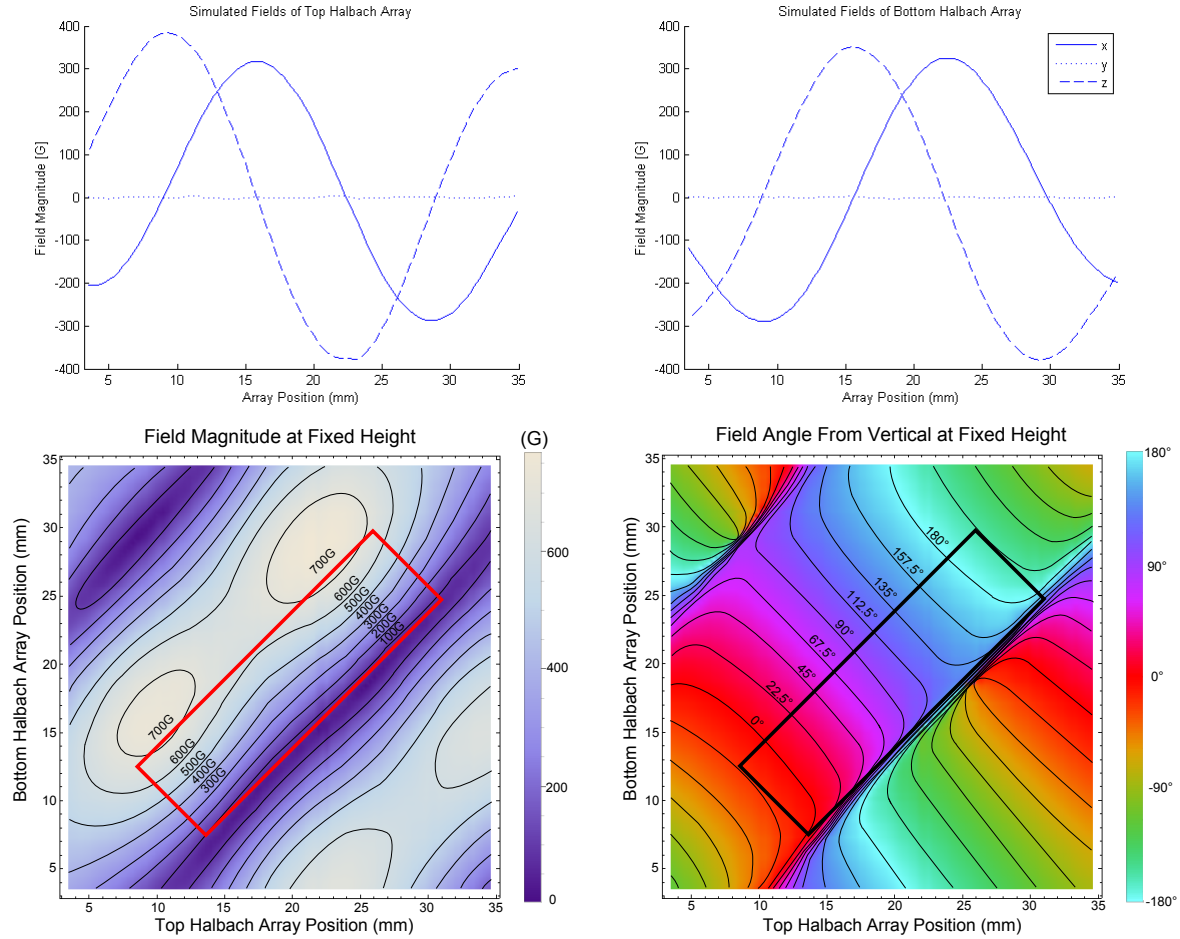 Simulated Fields of Top Halbach Array
400
300
200
100
0
-100
-200
-300
-400
Field Magnitude [G]
5
10
15
20
25
30
35
Array Position (mm)
Simulated Fields of Bottom Halbach Array
x
y
z
400
300
200
100
0
-100
-200
-300
-400
Field Magnitude [G]
5
10
15
20
25
30
35
Array Position (mm)
Field Magnitude at Fixed Height
(G)
35
30
25
20
15
10
5
Bottom Halbach Array Position (mm)
700G
600G
500G
400G
300G
200G
100G
700G
600G
500G
400G
300G
5
10
15
20
25
30
35
Top Halbach Array Position (mm)
600
400
200
0
Field Angle From Vertical at Fixed Height
35
30
25
20
15
10
5
Bottom Halbach Array Position (mm)
180°
157.5°
135°
112.5°
90°
67.5°
45°
22.5°
0°
5
10
15
20
25
30
35
Top Halbach Array Position (mm)
180°
90°
0°
-90°
-180°